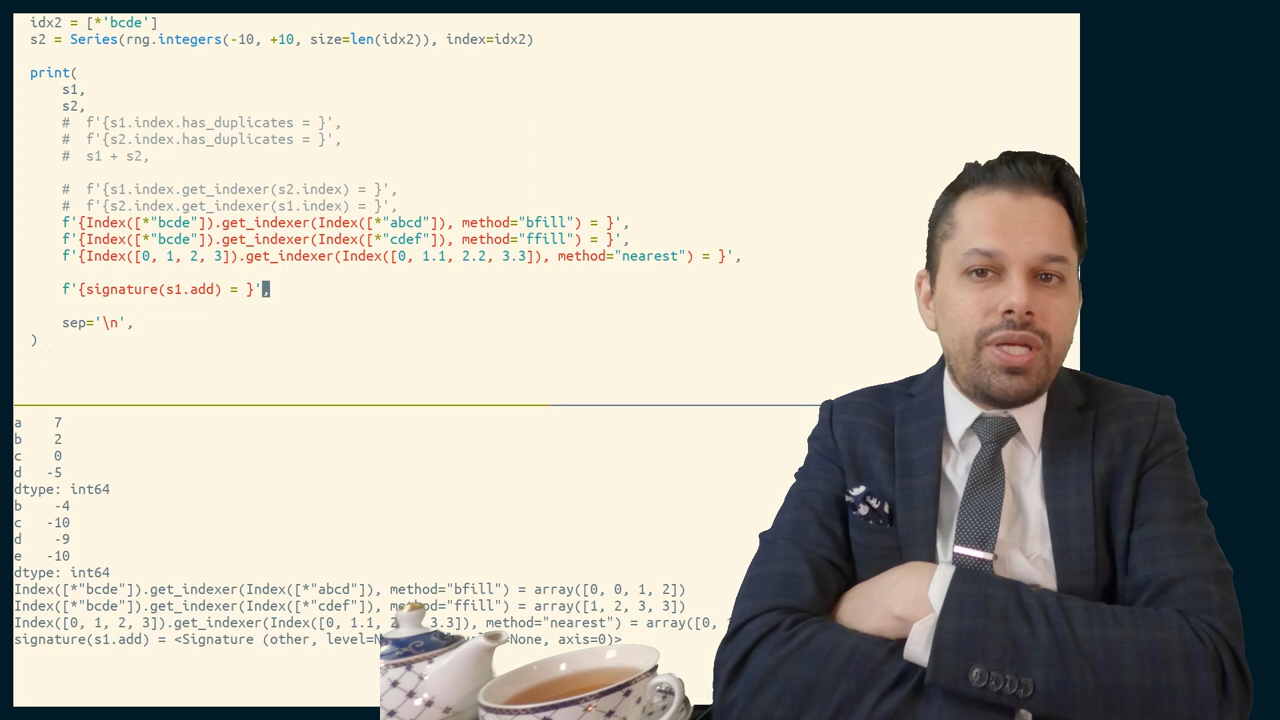 idx2 = [*'bcde']
s2 = Series(rng.integers(-10, +10, size=len(idx2)), index=idx2)
print(
s1,
s2,
# f'{s1.index.has_duplicates = }',
# f'{s2.index.has_duplicates = }',
# s1 + s2,
# f'{s1.index.get_indexer(s2.index) = }',
# f'{s2.index.get_indexer(s1.index) = }',
f'{Index([*"bcde"]).get_indexer(Index([*"abcd"]), method="bfill") = }',
f'{Index([*"bcde"]).get_indexer(Index([*"cdef"]), method="ffill") = }',
f'{Index([0, 1, 2, 3]).get_indexer(Index([0, 1.1, 2.2, 3.3]), method="nearest") = }',
f'{signature(s1.add) = }',
sep='\n',
)
a 7
b 2
c 0
d -5
dtype: int64
b -4
c -10
d -9
e -10
dtype: int64
Index([*"bcde"]).get_indexer(Index([*"abcd"]), method="bfill") = array([0, 0, 1, 2])
Index([*"bcde"]).get_indexer(Index([*"cdef"]), method="ffill") = array([1, 2, 3, 3])
Index([0, 1, 2, 3]).get_indexer(Index([0, 1.1, 3.3]), method="nearest") = array([0,
signature(s1.add) = <Signature (other, =None, axis=0)>